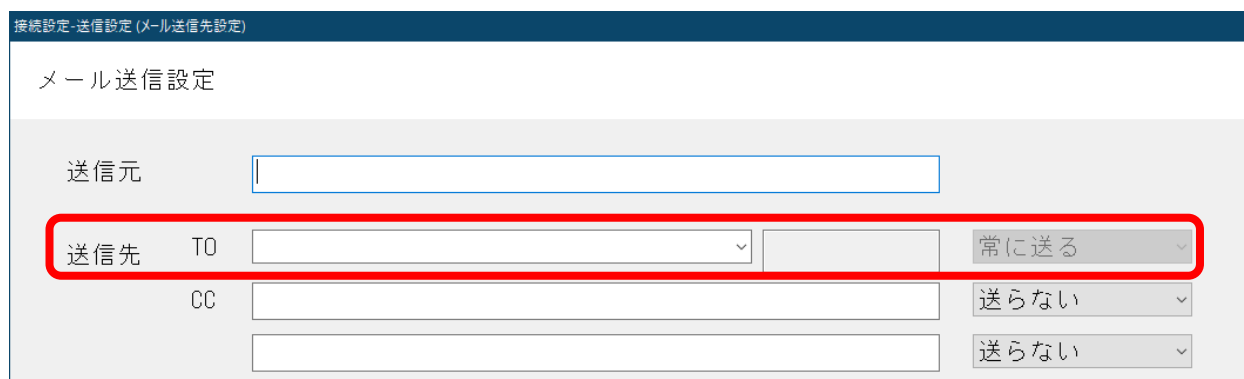 接続設定-送信設定 (メール送信先設定)
メール送信設定
送信元
送信先 TO 常に送る
CC 送らない
送らない